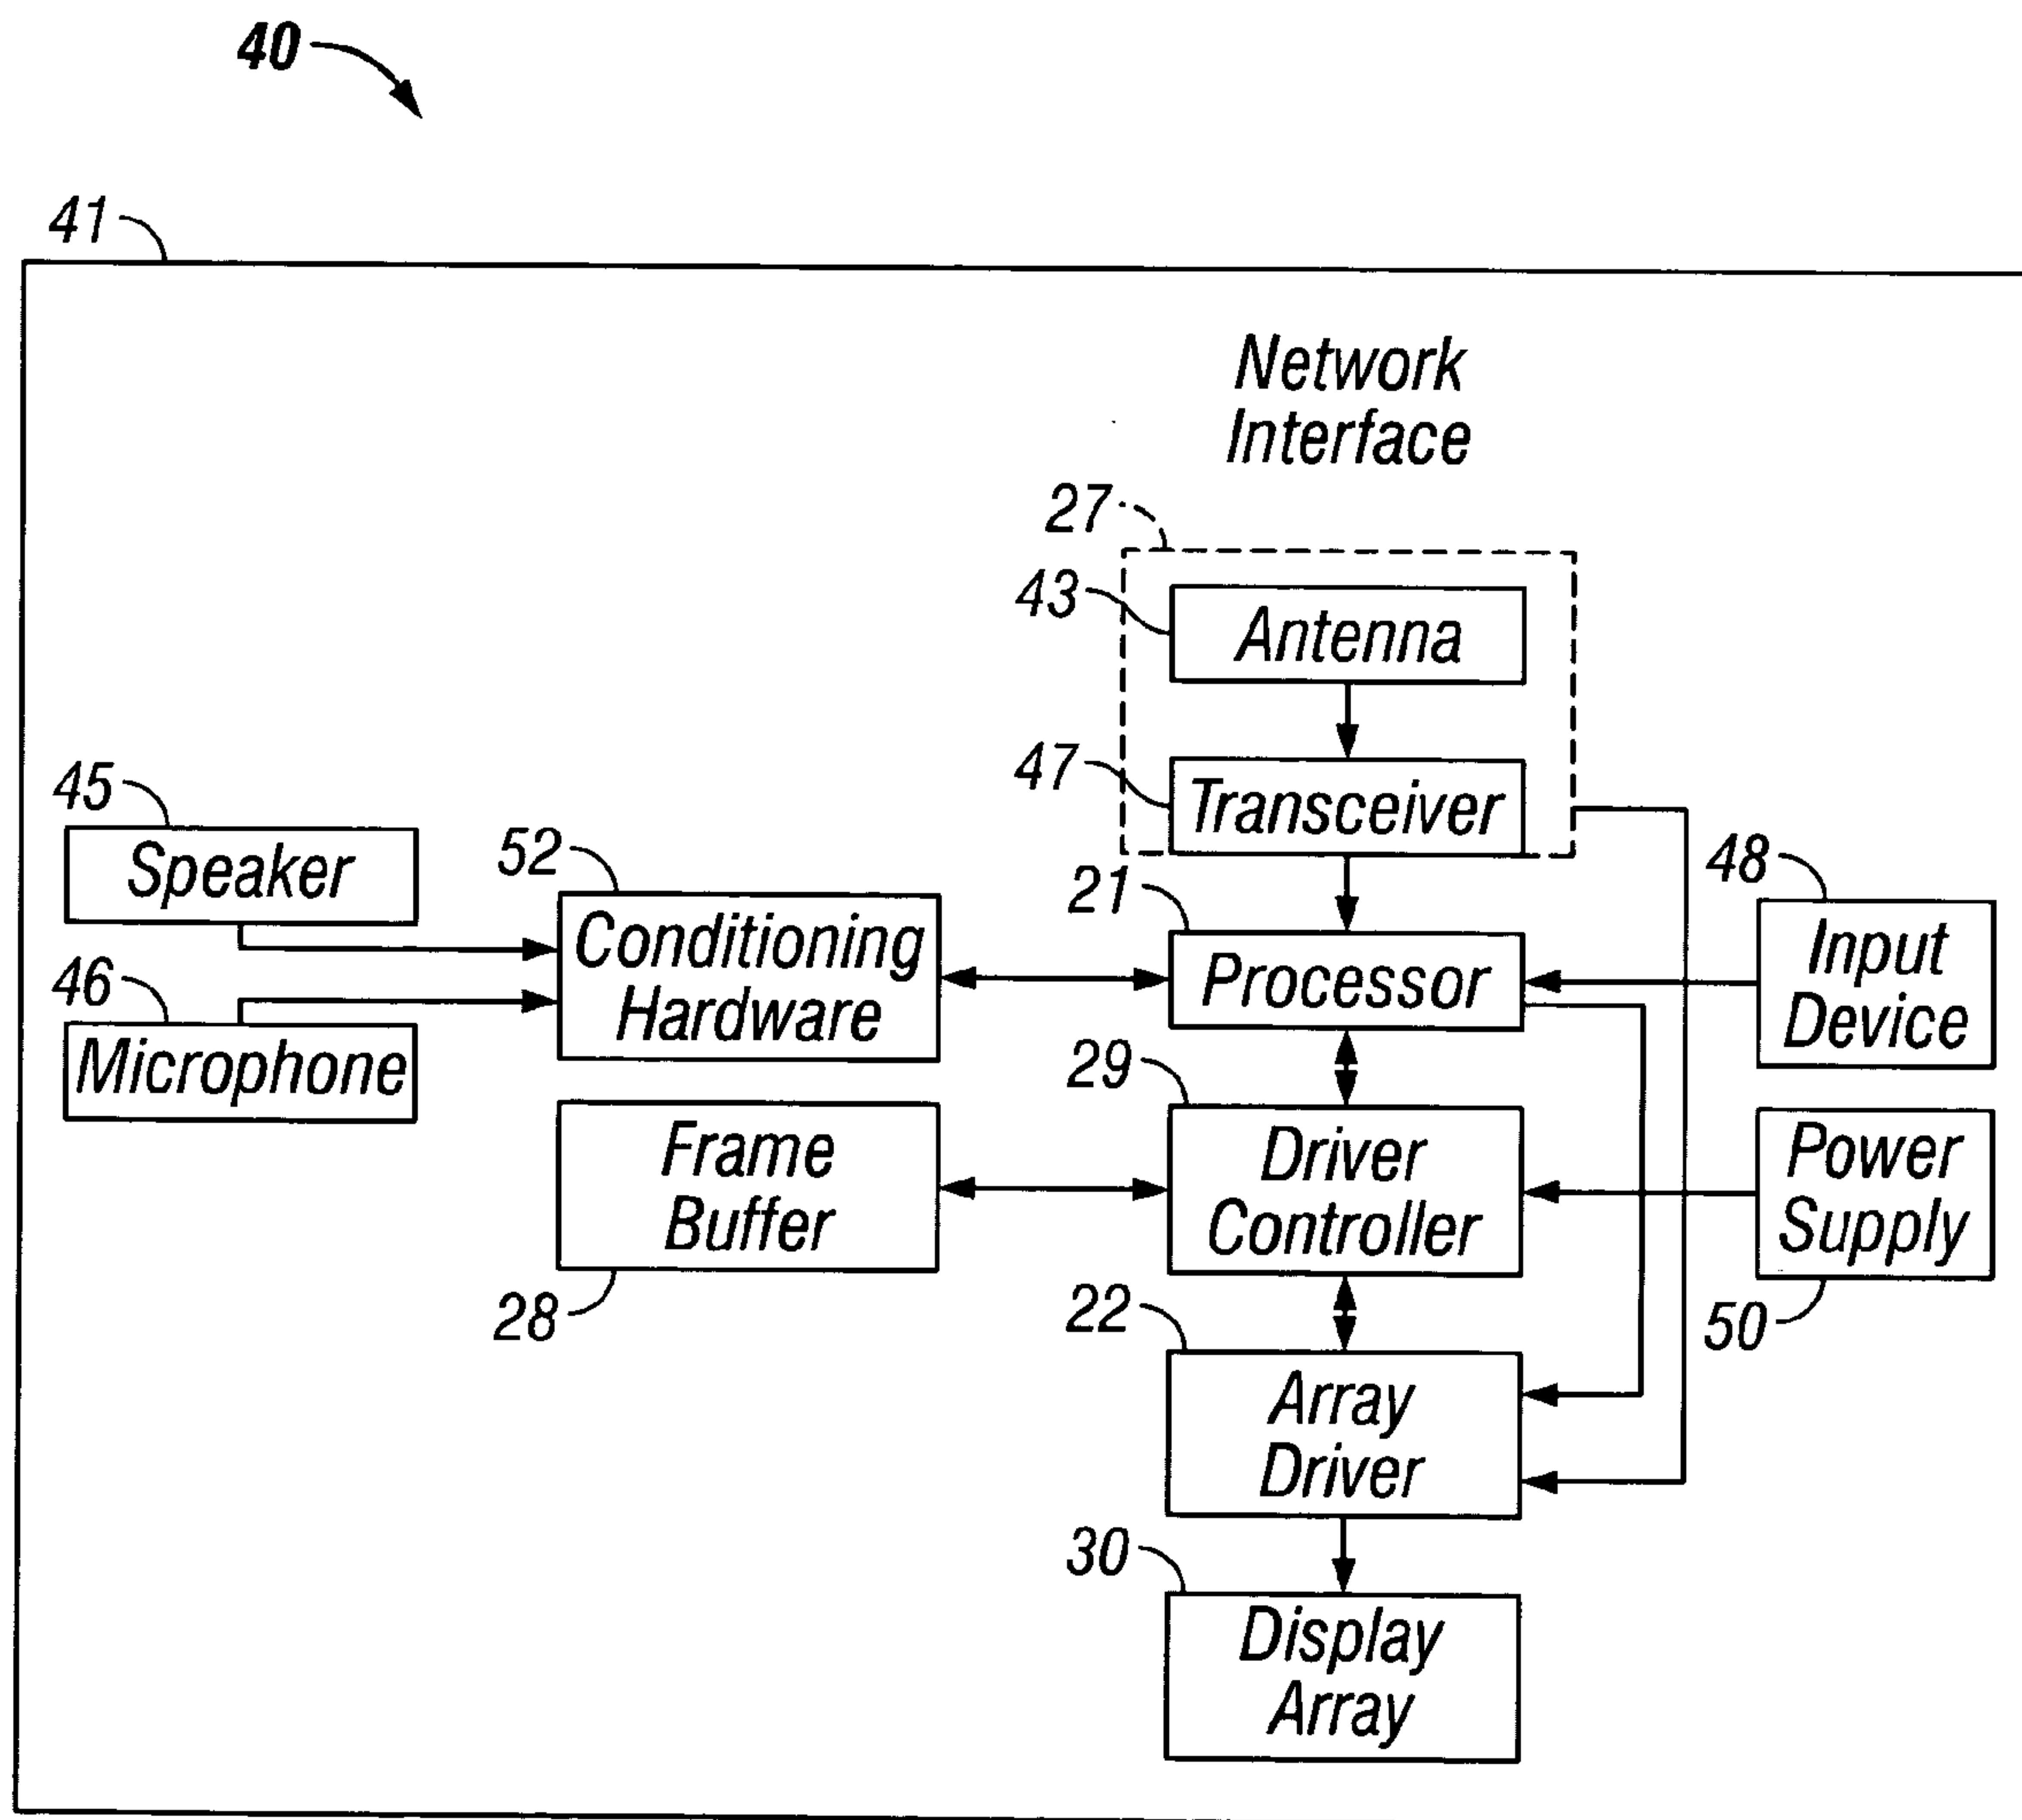 40
41
Network
Interface
27
43
Antenna
47
Transceiver
45
Speaker
52
Conditioning
Hardware
21
Processor
48
Input
Device
46
Microphone
29
Driver
Controller
Frame
Buffer
28
Power
Supply
50
22
Array
Driver
30
Display
Array